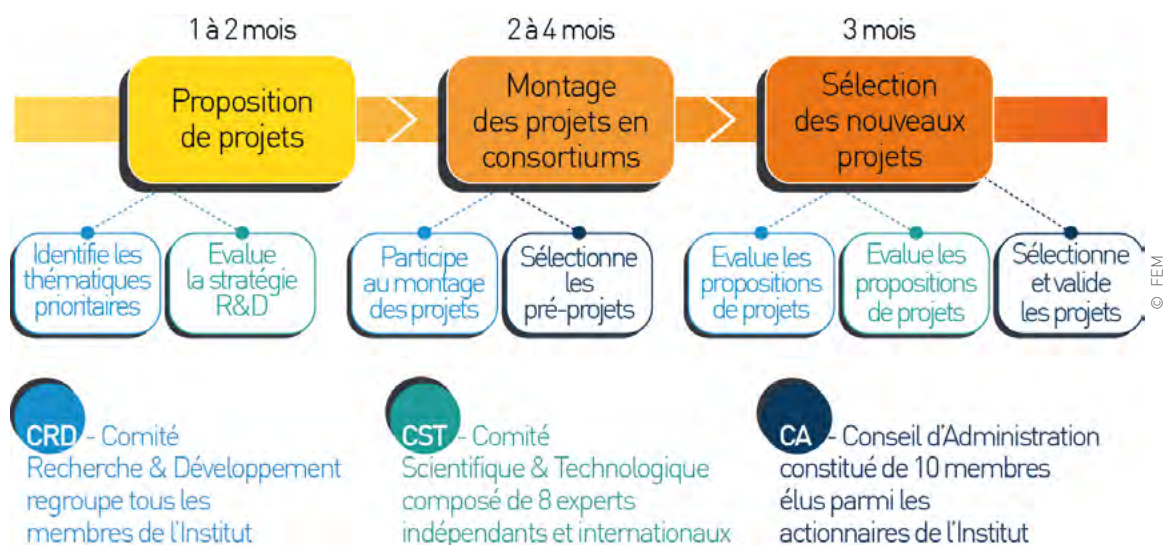 1 à 2 mois
2 à 4 mois
3 mois
Proposition
de projets
Montage
des projets en
consortiums
Sélection
des nouveaux
projets
Identifie les
thématiques
prioritaires
Evalue
la stratégie
R&D
Participe
au montage
des projets
Sélectionne
les
pré-projets
Evalue les
propositions
de projets
Evalue les
propositions
de projets
Sélectionne
et valide
les projets
© FEM
CRD - Comité
Recherche & Développement
regroupe tous les
membres de l'Institut
CST - Comité
Scientifique & Technologique
composé de 8 experts
indépendants et internationaux
CA - Conseil d'Administration
constitué de 10 membres
élus parmi les
actionnaires de l'Institut